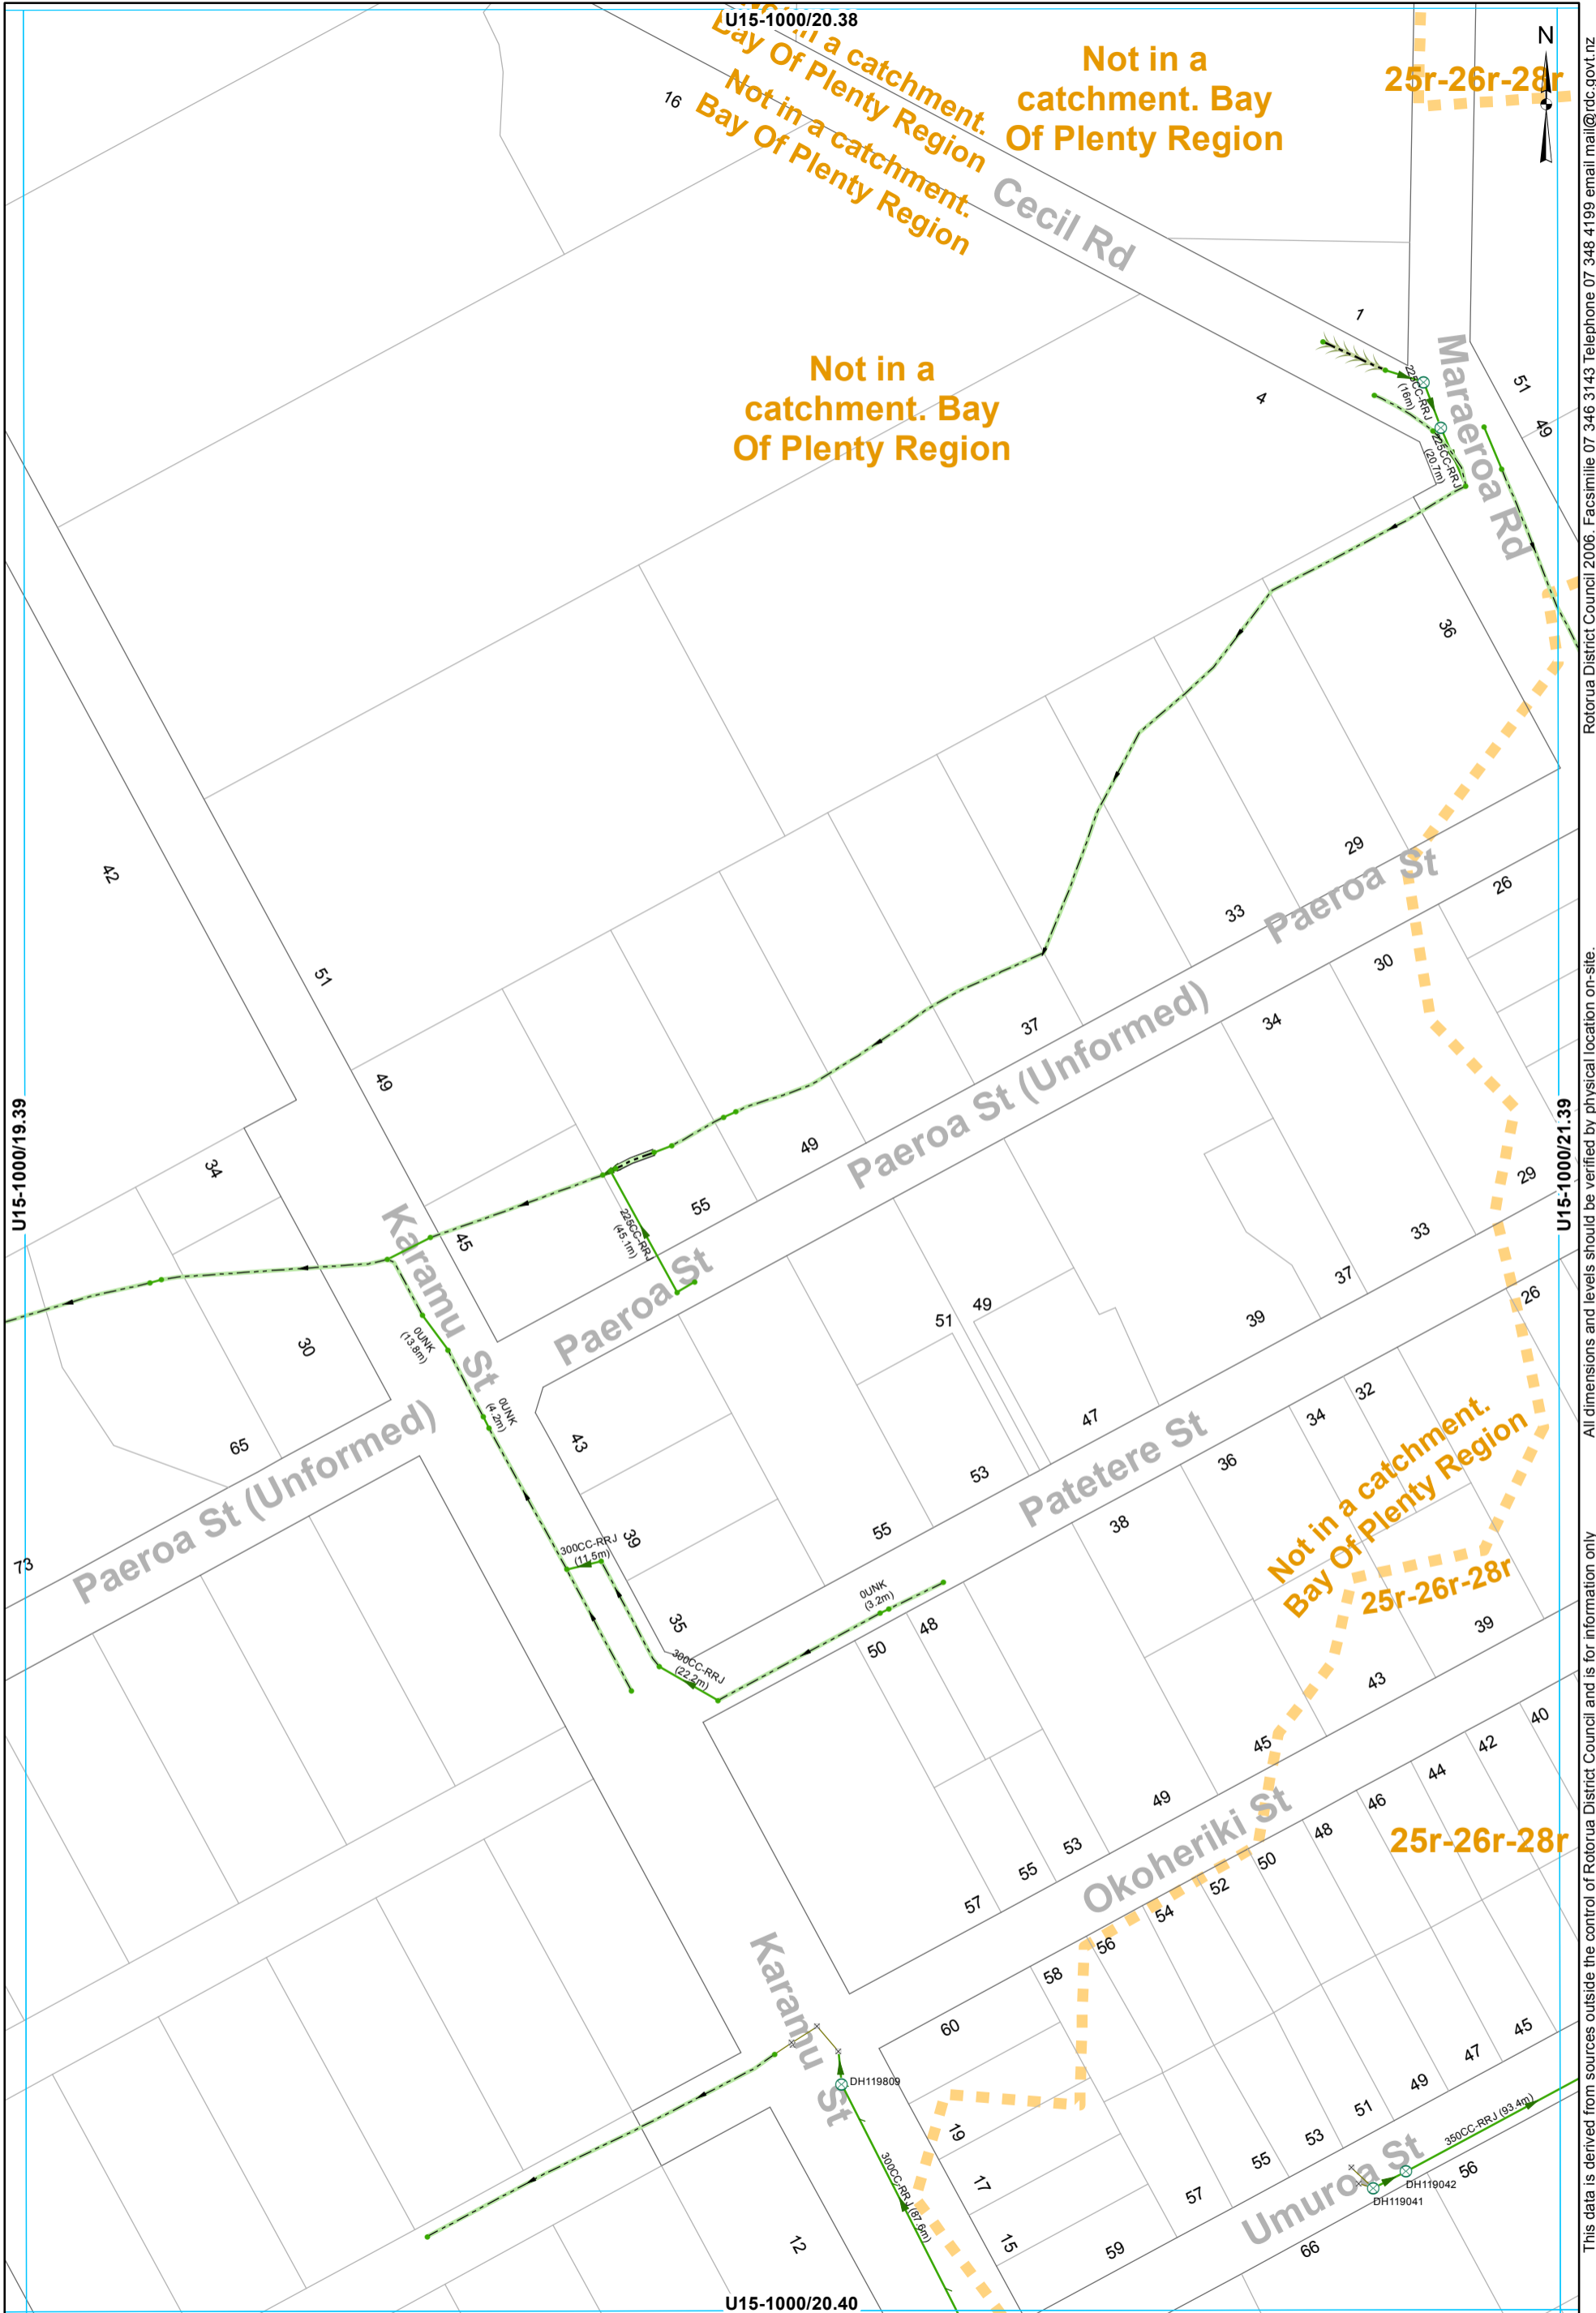 U15-1000/20.38
Bay Of Plenty Region
Not in a catchment.
Bay Of Plenty Region
Not in a
catchment. Bay
Of Plenty Region
25r-26r-28r
N
16
Cecil Rd
1
Maraeroa Rd
51
49
4
225CC-RRJ
(16m)
225CC-RRJ
(20.7m)
Not in a
catchment. Bay
Of Plenty Region
36
42
51
29
Paeroa St
26
33
30
37
34
Paeroa St (Unformed)
49
49
55
U15-1000/19.39
U15-1000/21.39
34
Karamu St
45
225CC-RRJ
(45.1m)
Paeroa St
29
33
37
39
26
51
49
47
30
0UNK
(13.8m)
0UNK
(4.2m)
65
Paeroa St (Unformed)
73
43
39
35
53
55
Patetere St
32
34
36
38
Not in a catchment.
Bay Of Plenty Region
25r-26r-28r
300CC-RRJ
(11.5m)
300CC-RRJ
(22.2m)
0UNK
(3.2m)
48
50
39
43
45
49
53
55
57
Okoheriki St
40
42
44
46
48
50
52
54
56
58
60
25r-26r-28r
Karamu St
DH119809
300CC-RRJ (87.6m)
19
17
15
12
45
47
49
51
53
55
57
59
Umuroa St
350CC-RRJ (93.4m)
DH119042
DH119041
56
66
U15-1000/20.40
This data is derived from sources outside the control of Rotorua District Council and is for information only
All dimensions and levels should be verified by physical location on-site.
Rotorua District Council 2006. Facsimilie 07 346 3143 Telephone 07 348 4199 email mail@rdc.govt.nz